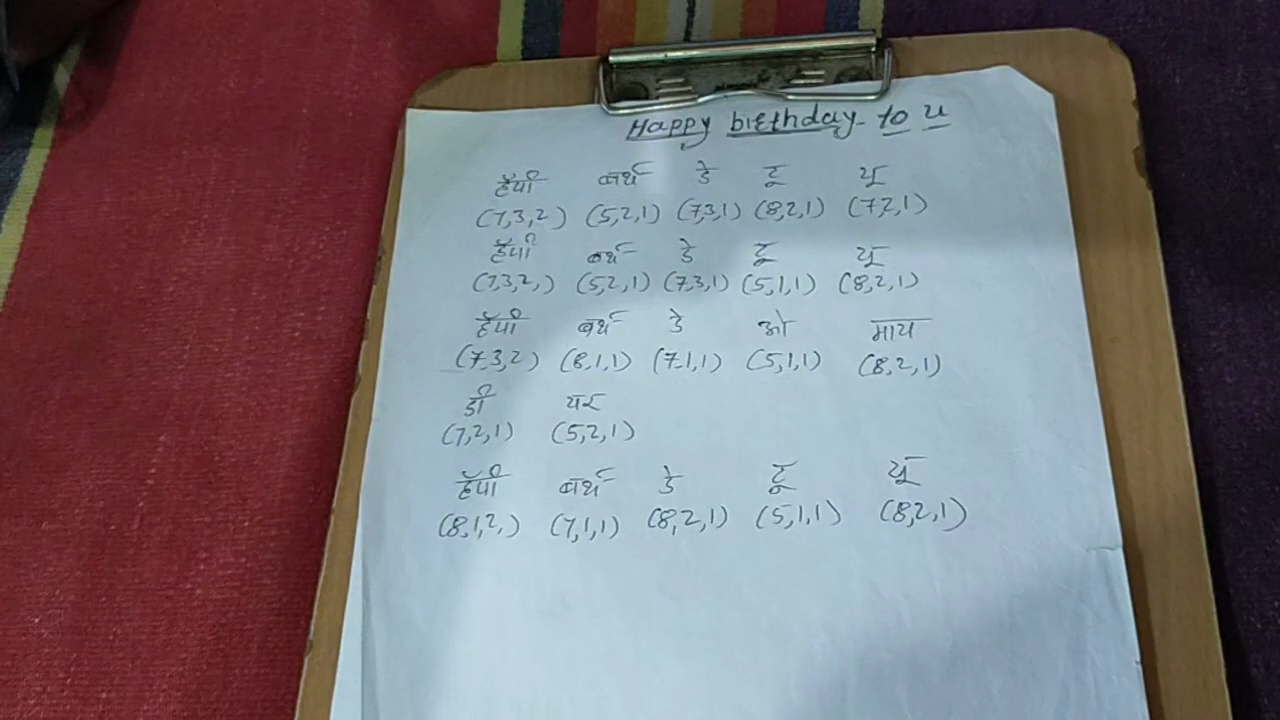 Happy birthday to u
हॅपी बर्थ डे टू यू
(7,3,2) (5,2,1) (7,3,1) (8,2,1) (7,2,1)
हॅपी बर्थ डे टू यू
(7,3,2,) (5,2,1) (7,3,1) (5,1,1) (8,2,1)
हॅपी बर्थ डे ओ माय
(7,3,2) (8,1,1) (7,1,1) (5,1,1) (8,2,1)
डी यर
(7,2,1) (5,2,1)
हॅपी बर्थ डे टू यू
(8,1,2,) (7,1,1) (8,2,1) (5,1,1) (8,2,1)